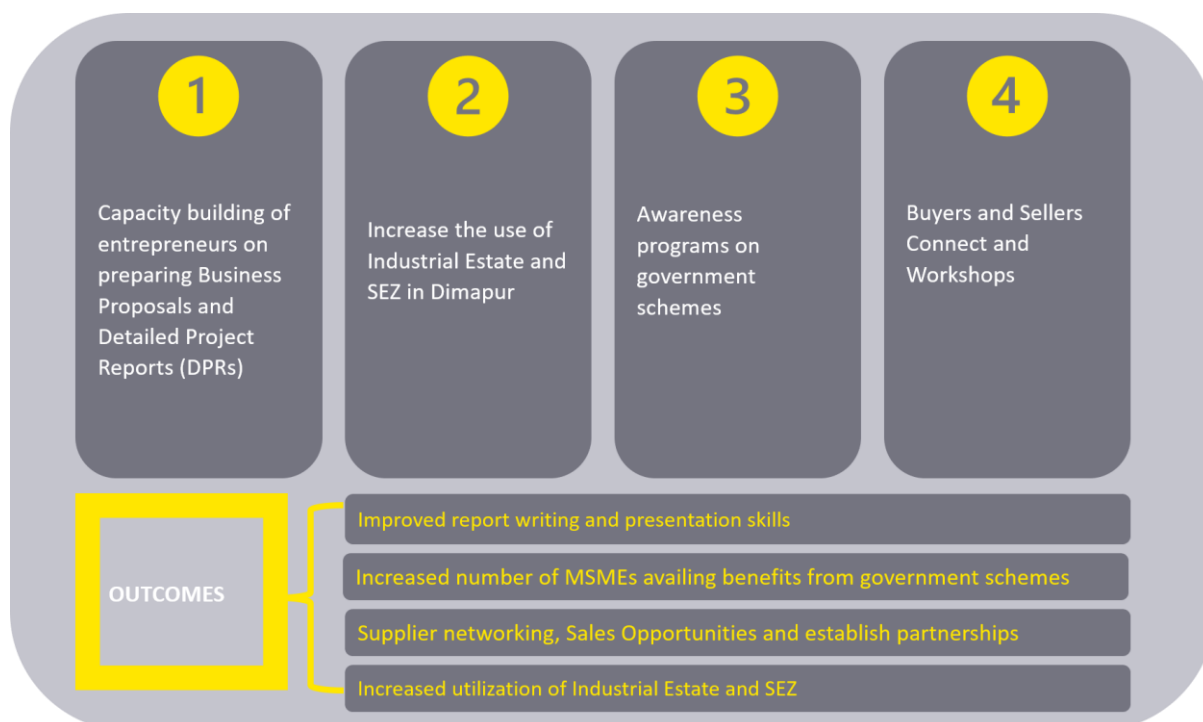 1
Capacity building of
entrepreneurs on
preparing Business
Proposals and
Detailed Project
Reports (DPRs)
2
Increase the use of
Industrial Estate and
SEZ in Dimapur
3
Awareness
programs on
government
schemes
4
Buyers and Sellers
Connect and
Workshops
OUTCOMES
Improved report writing and presentation skills
Increased number of MSMEs availing benefits from government schemes
Supplier networking, Sales Opportunities and establish partnerships
Increased utilization of Industrial Estate and SEZ